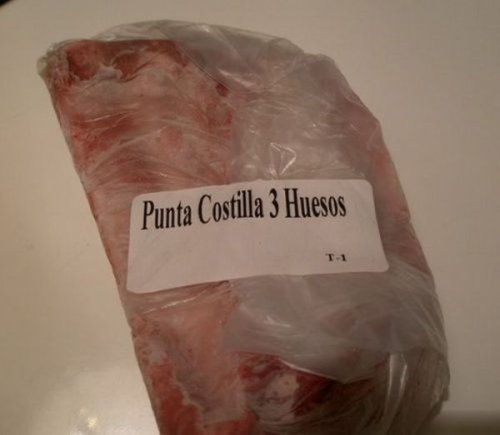 Punta Costilla 3 Huesos
T-1